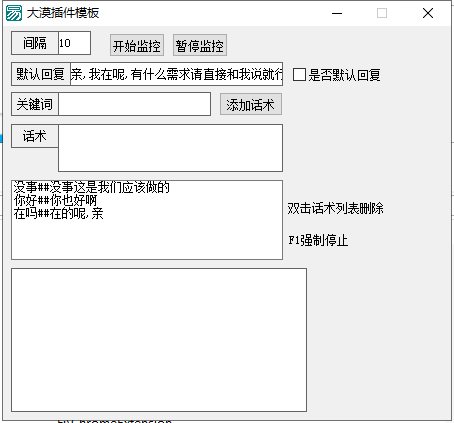 大漠插件模板
间隔 10 开始监控 暂停监控
默认回复 亲,我在呢,有什么需求请直接和我说就行 是否默认回复
关键词 添加话术
话术
没事##没事这是我们应该做的
你好##你也好啊
在吗##在的呢,亲
双击话术列表删除
F1强制停止